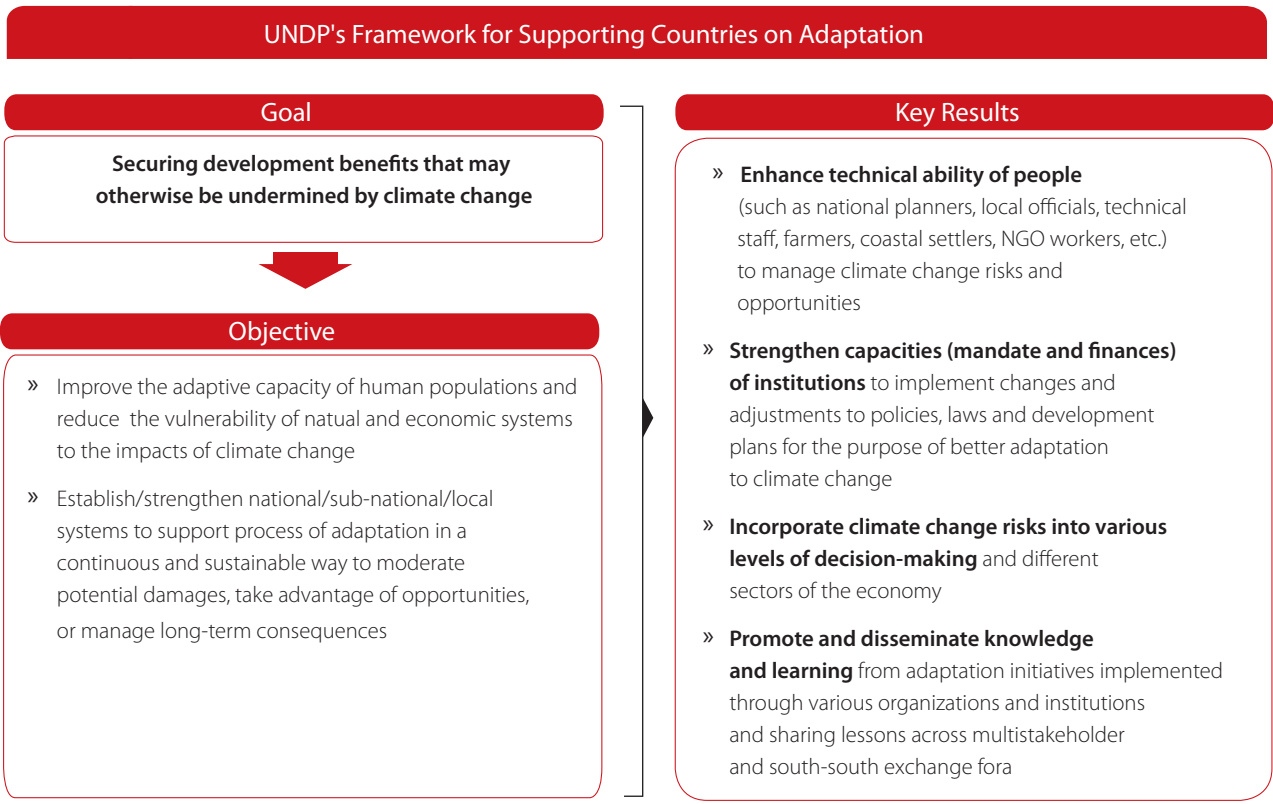 UNDP's Framework for Supporting Countries on Adaptation
Goal
Securing development benefits that may
otherwise be undermined by climate change
Objective
» Improve the adaptive capacity of human populations and
reduce the vulnerability of natual and economic systems
to the impacts of climate change
» Establish/strengthen national/sub-national/local
systems to support process of adaptation in a
continuous and sustainable way to moderate
potential damages, take advantage of opportunities,
or manage long-term consequences
Key Results
» Enhance technical ability of people
(such as national planners, local officials, technical
staff, farmers, coastal settlers, NGO workers, etc.)
to manage climate change risks and
opportunities
» Strengthen capacities (mandate and finances)
of institutions to implement changes and
adjustments to policies, laws and development
plans for the purpose of better adaptation
to climate change
» Incorporate climate change risks into various
levels of decision-making and different
sectors of the economy
» Promote and disseminate knowledge
and learning from adaptation initiatives implemented
through various organizations and institutions
and sharing lessons across multistakeholder
and south-south exchange fora